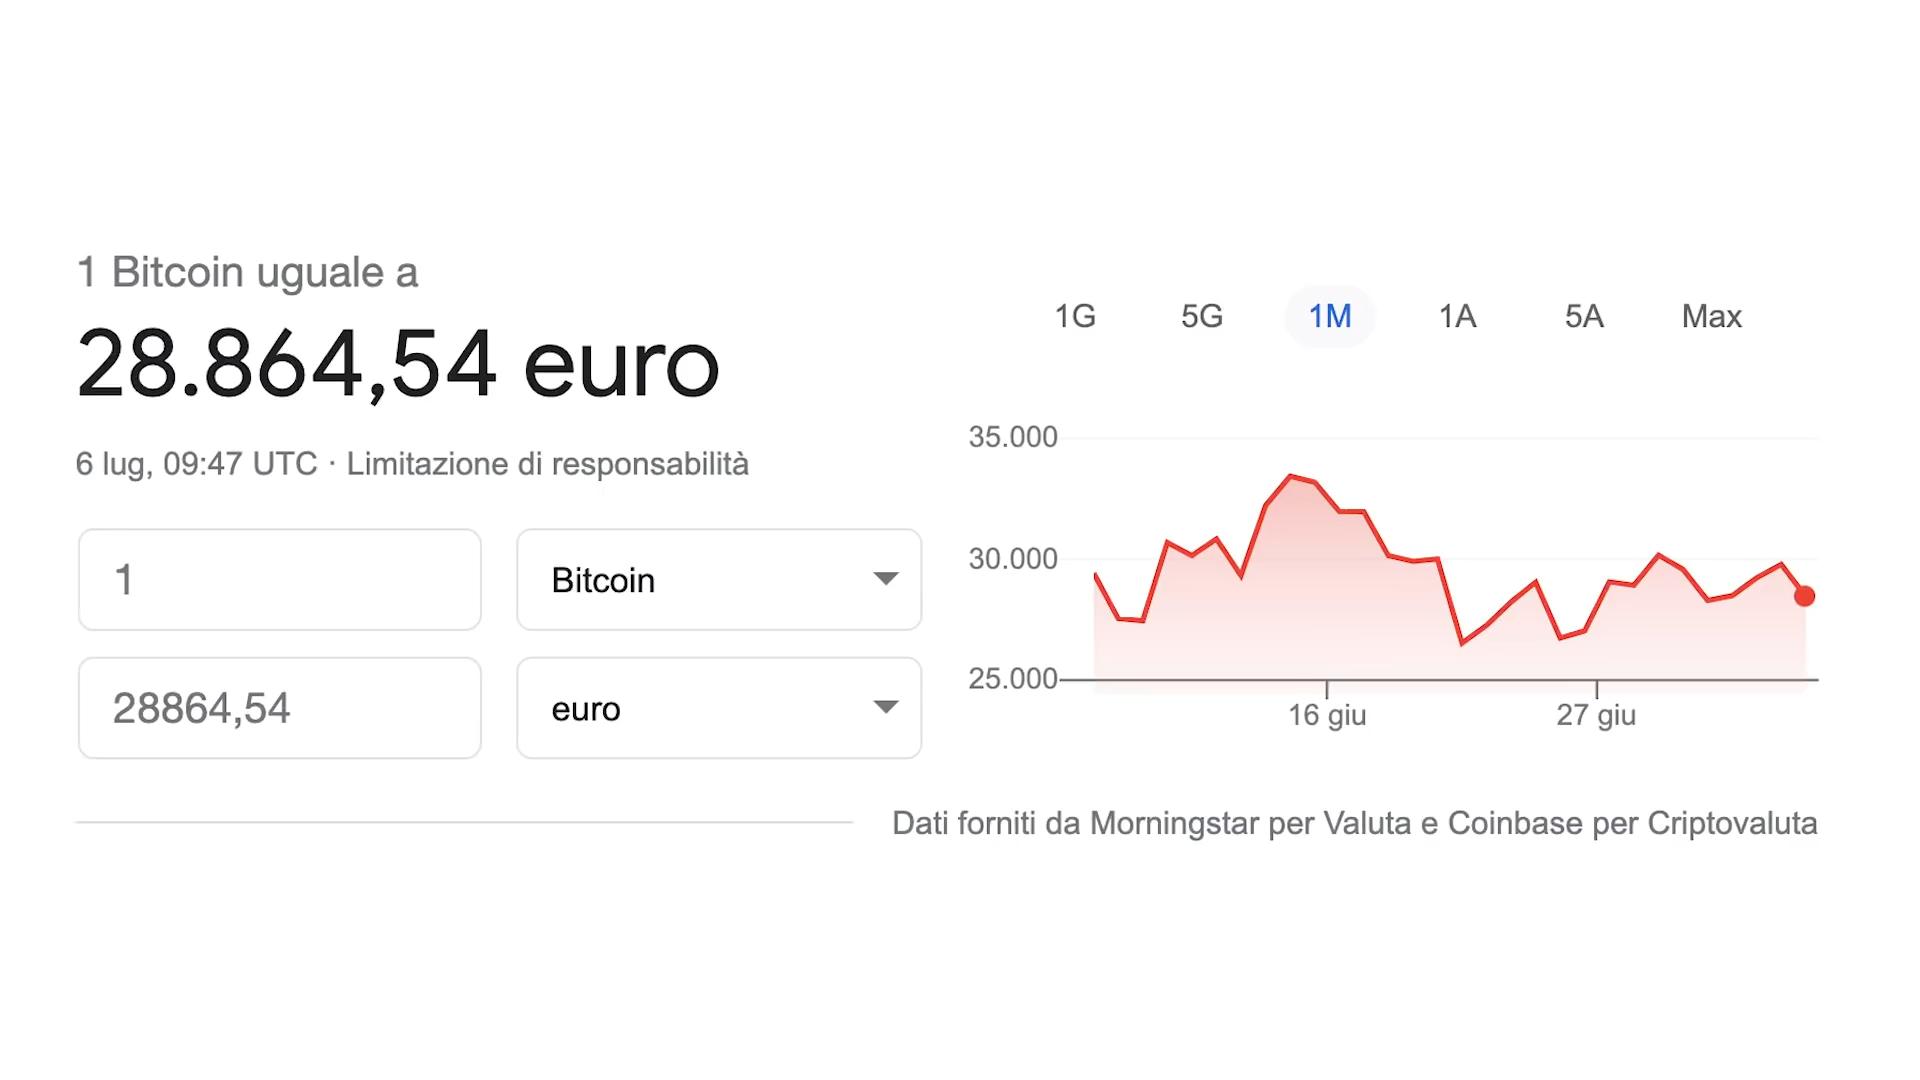 1 Bitcoin uguale a
28.864,54 euro
6 lug, 09:47 UTC · Limitazione di responsabilità
1
Bitcoin
28864,54
euro
1G 5G 1M 1A 5A Max
35.000
30.000
25.000
16 giu 27 giu
Dati forniti da Morningstar per Valuta e Coinbase per Criptovaluta